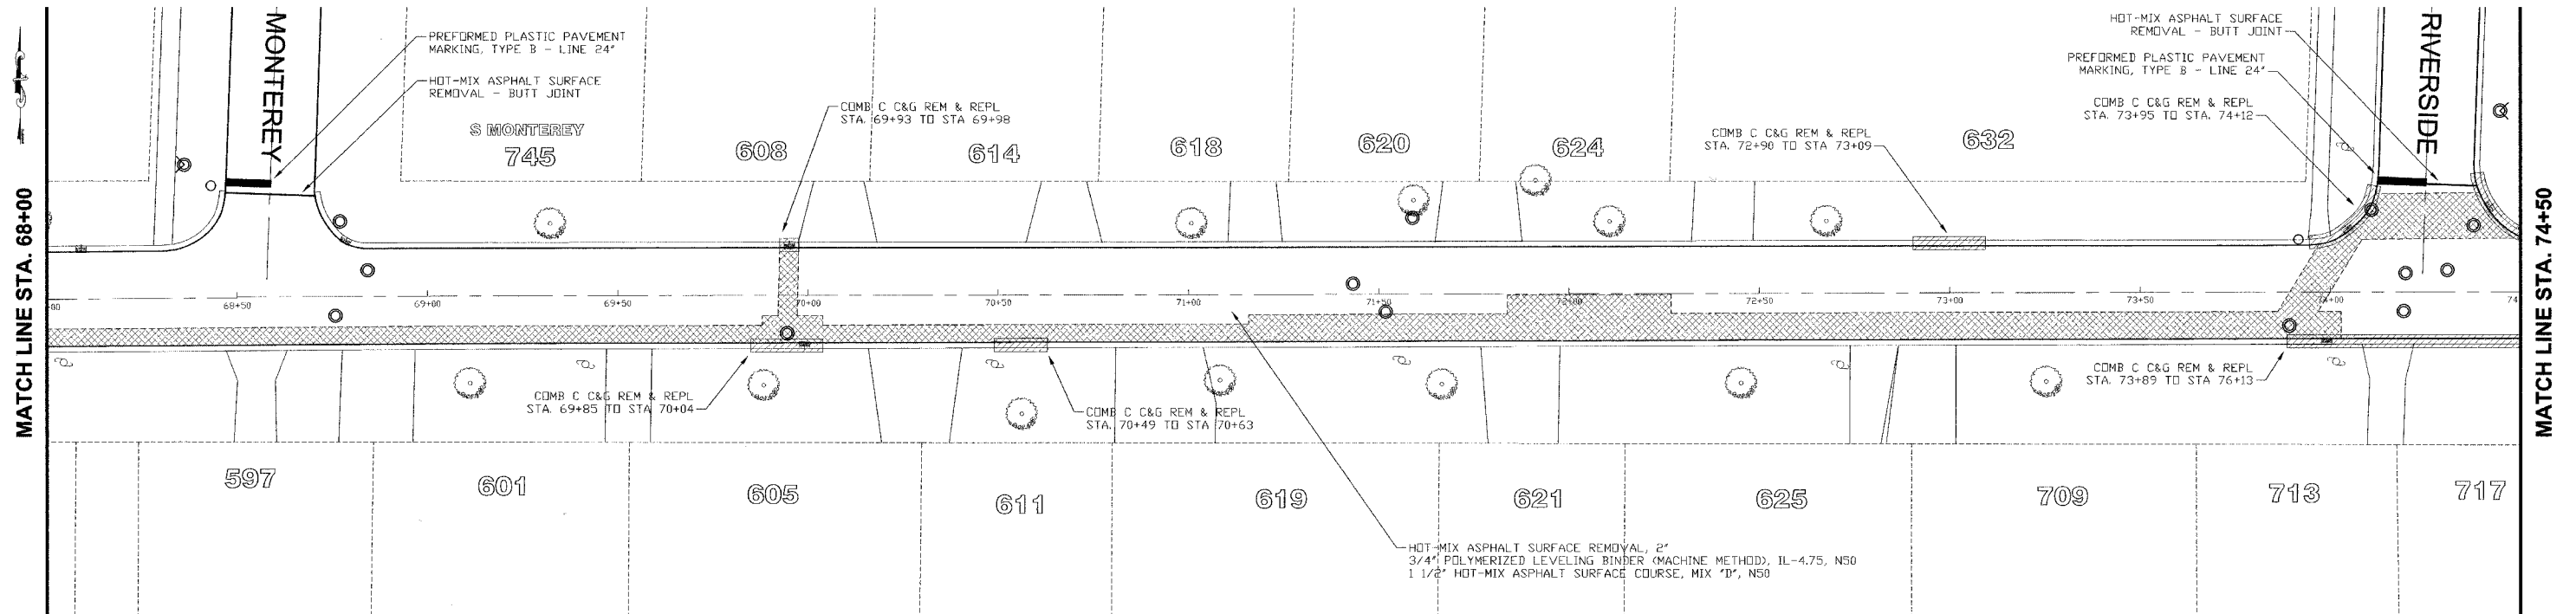 MATCH LINE STA. 68+00
MONTEREY
PREFORMED PLASTIC PAVEMENT
MARKING, TYPE B - LINE 24"
HOT-MIX ASPHALT SURFACE
REMOVAL - BUTT JOINT
S MONTEREY
745
608
COMB C C&G REM & REPL
STA. 69+93 TO STA 69+98
614
618
620
624
COMB C C&G REM & REPL
STA. 72+90 TO STA 73+09
632
HOT-MIX ASPHALT SURFACE
REMOVAL - BUTT JOINT
PREFORMED PLASTIC PAVEMENT
MARKING, TYPE B - LINE 24"
COMB C C&G REM & REPL
STA. 73+95 TO STA. 74+12
RIVERSIDE
MATCH LINE STA. 74+50
00
68+50
69+00
69+50
70+00
70+50
71+00
71+50
72+00
72+50
73+00
73+50
74+00
74
COMB C C&G REM & REPL
STA. 69+85 TO STA 70+04
COMB C C&G REM & REPL
STA. 70+49 TO STA 70+63
COMB C C&G REM & REPL
STA. 73+89 TO STA 76+13
597
601
605
611
619
621
625
709
713
717
HOT-MIX ASPHALT SURFACE REMOVAL, 2"
3/4" POLYMERIZED LEVELING BINDER (MACHINE METHOD), IL-4.75, N50
1 1/2" HOT-MIX ASPHALT SURFACE COURSE, MIX "D", N50